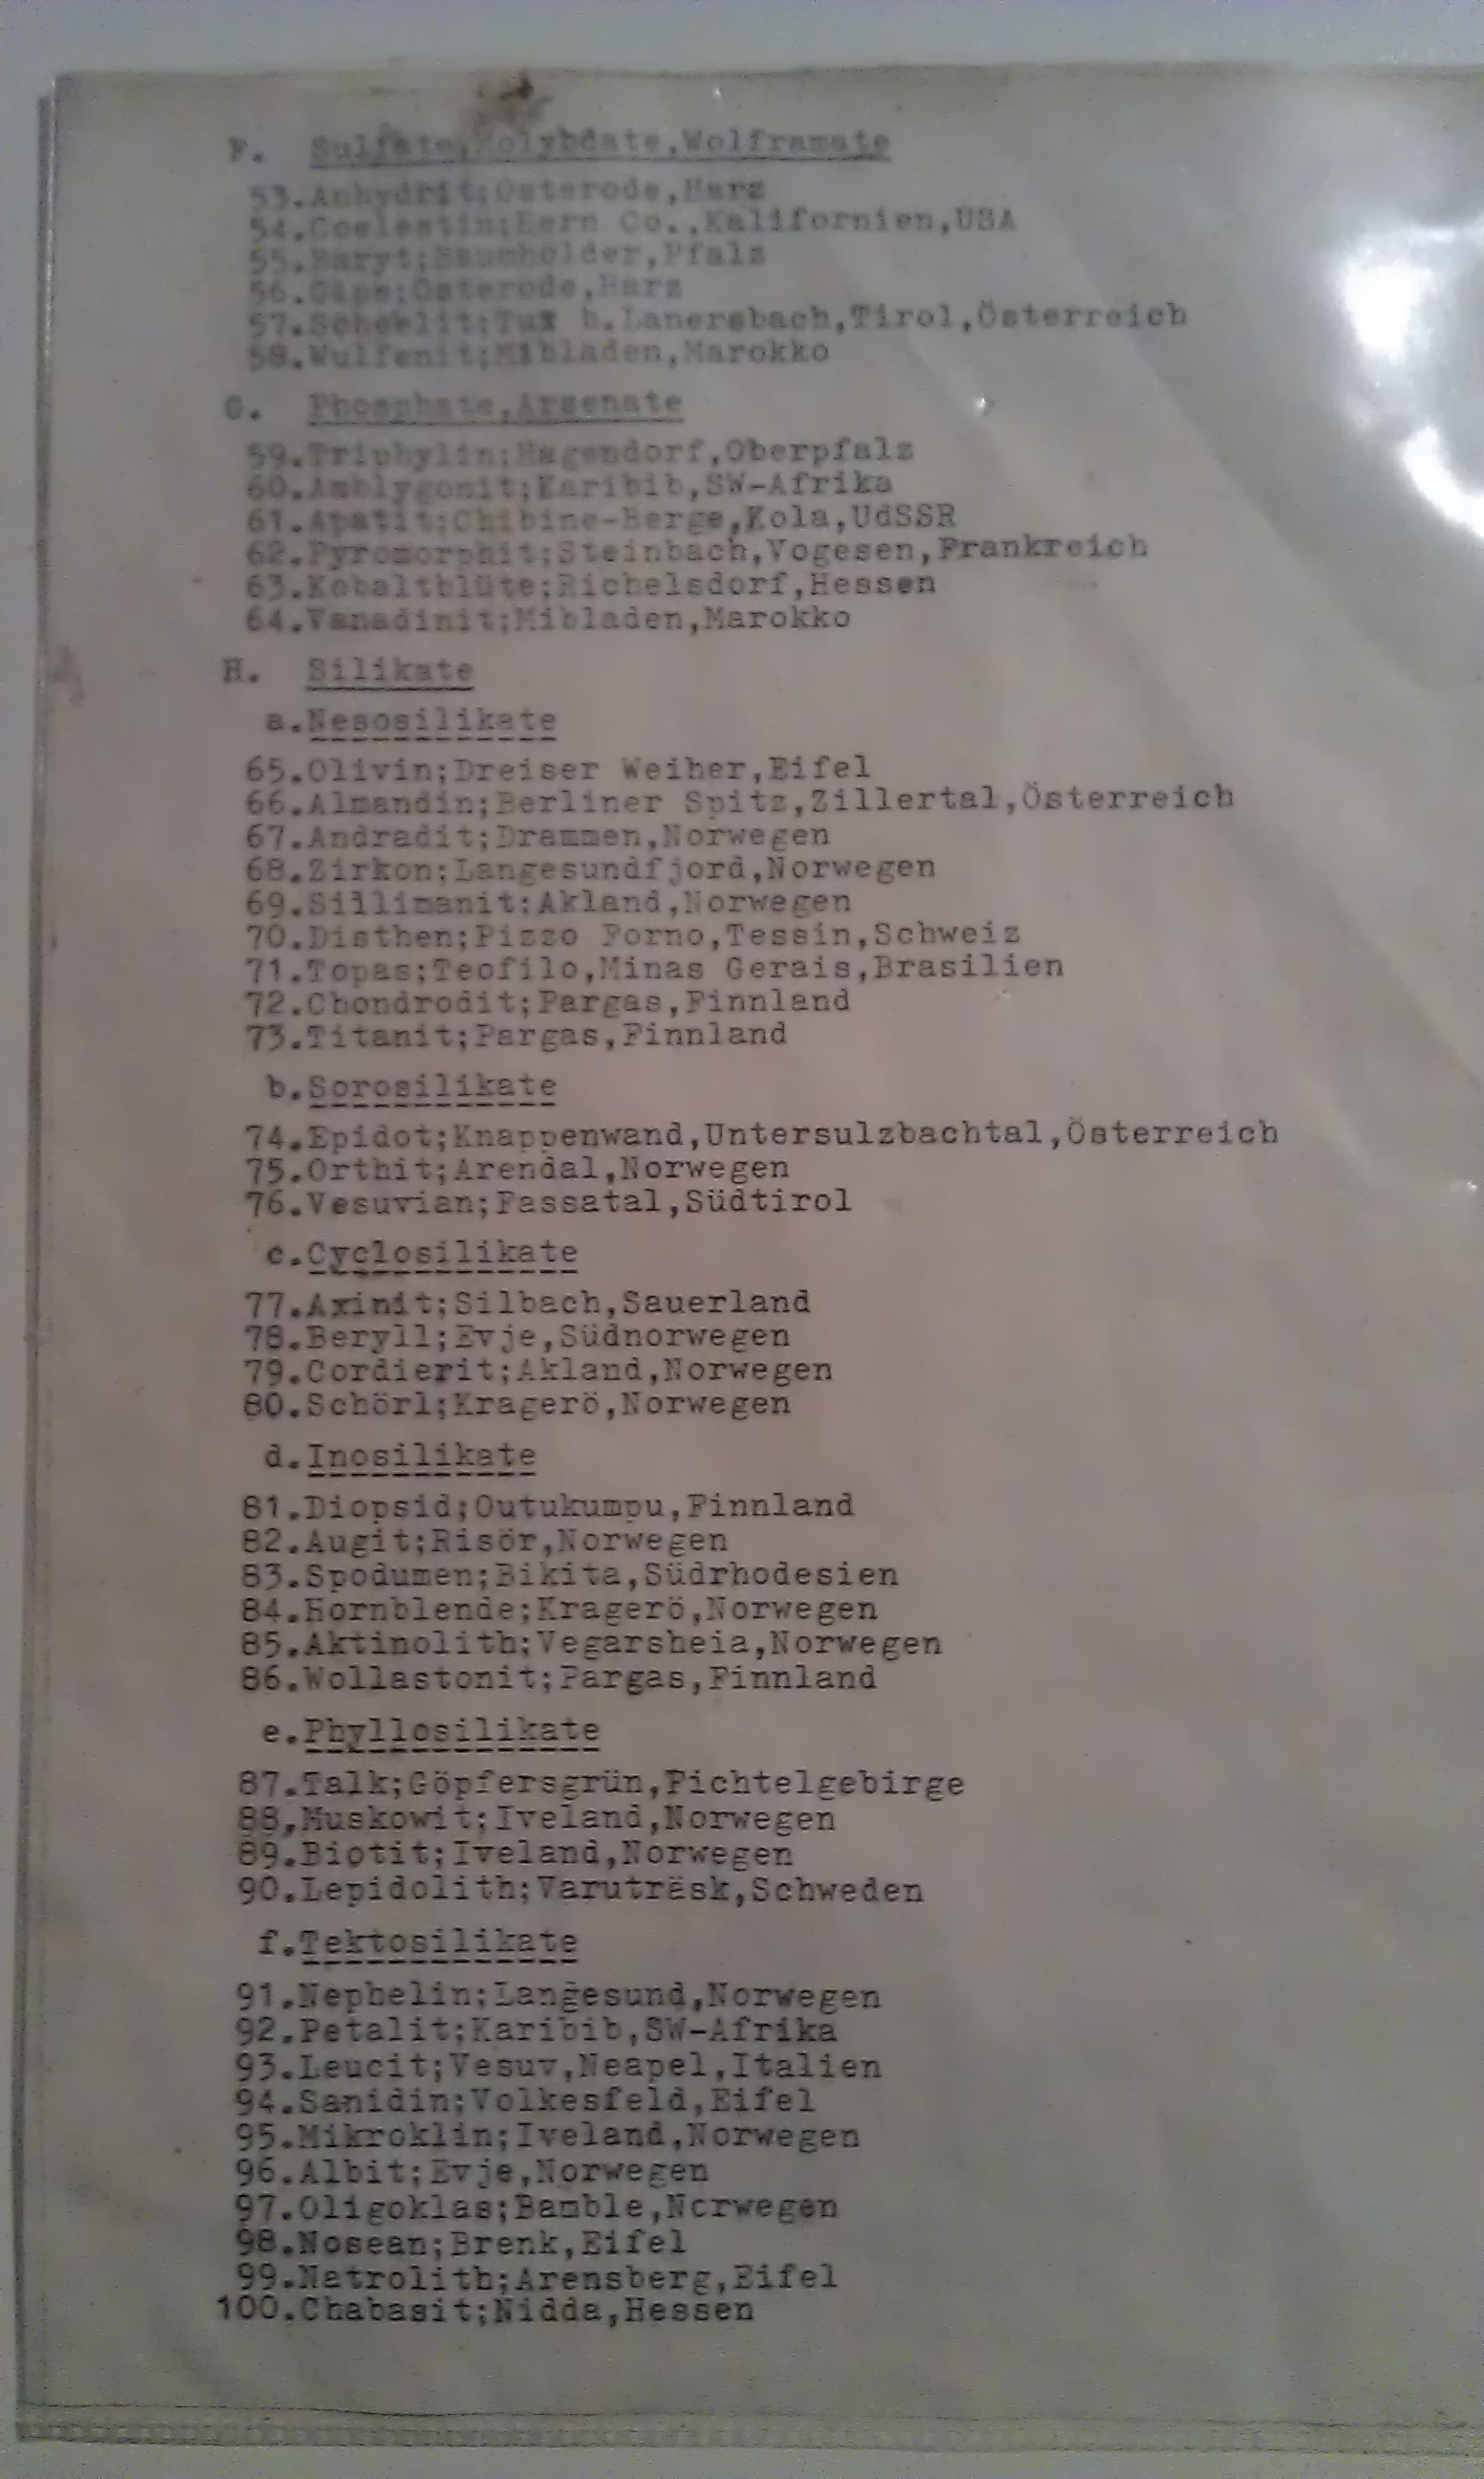 F. Sulfate,Molybdate,Wolframate
53.Anhydrit;Osterode,Harz
54.Coelestin;Kern Co.,Kalifornien,USA
55.Baryt;Baumholder,Pfalz
56.Gips;Osterode,Harz
57.Scheelit;Tux b.Lanersbach,Tirol,Österreich
58.Wulfenit;Mibladen,Marokko
G. Phosphate,Arsenate
59.Triphylin;Hagendorf,Oberpfalz
60.Amblygonit;Karibib,SW-Afrika
61.Apatit;Chibine-Berge,Kola,UdSSR
62.Pyromorphit;Steinbach,Vogesen,Frankreich
63.Kobaltblüte;Richelsdorf,Hessen
64.Vanadinit;Mibladen,Marokko
H. Silikate
a.Nesosilikate
65.Olivin;Dreiser Weiher,Eifel
66.Almandin;Berliner Spitz,Zillertal,Österreich
67.Andradit;Drammen,Norwegen
68.Zirkon;Langesundfjord,Norwegen
69.Sillimanit;Akland,Norwegen
70.Disthen;Pizzo Forno,Tessin,Schweiz
71.Topas;Teofilo,Minas Gerais,Brasilien
72.Chondrodit;Pargas,Finnland
73.Titanit;Pargas,Finnland
b.Sorosilikate
74.Epidot;Knappenwand,Untersulzbachtal,Österreich
75.Orthit;Arendal,Norwegen
76.Vesuvian;Fassatal,Südtirol
c.Cyclosilikate
77.Axinit;Silbach,Sauerland
78.Beryll;Evje,Südnorwegen
79.Cordierit;Akland,Norwegen
80.Schörl;Kragerö,Norwegen
d.Inosilikate
81.Diopsid;Outukumpu,Finnland
82.Augit;Risör,Norwegen
83.Spodumen;Bikita,Südrhodesien
84.Hornblende;Kragerö,Norwegen
85.Aktinolith;Vegarsheia,Norwegen
86.Wollastonit;Pargas,Finnland
e.Phyllosilikate
87.Talk;Göpfersgrün,Fichtelgebirge
88,Muskowit;Iveland,Norwegen
89.Biotit;Iveland,Norwegen
90.Lepidolith;Varuträsk,Schweden
f.Tektosilikate
91.Nephelin;Langesund,Norwegen
92.Petalit;Karibib,SW-Afrika
93.Leucit;Vesuv,Neapel,Italien
94.Sanidin;Volkesfeld,Eifel
95.Mikroklin;Iveland,Norwegen
96.Albit;Evje,Norwegen
97.Oligoklas;Bamble,Norwegen
98.Nosean;Brenk,Eifel
99.Natrolith;Arensberg,Eifel
100.Chabasit;Nidda,Hessen